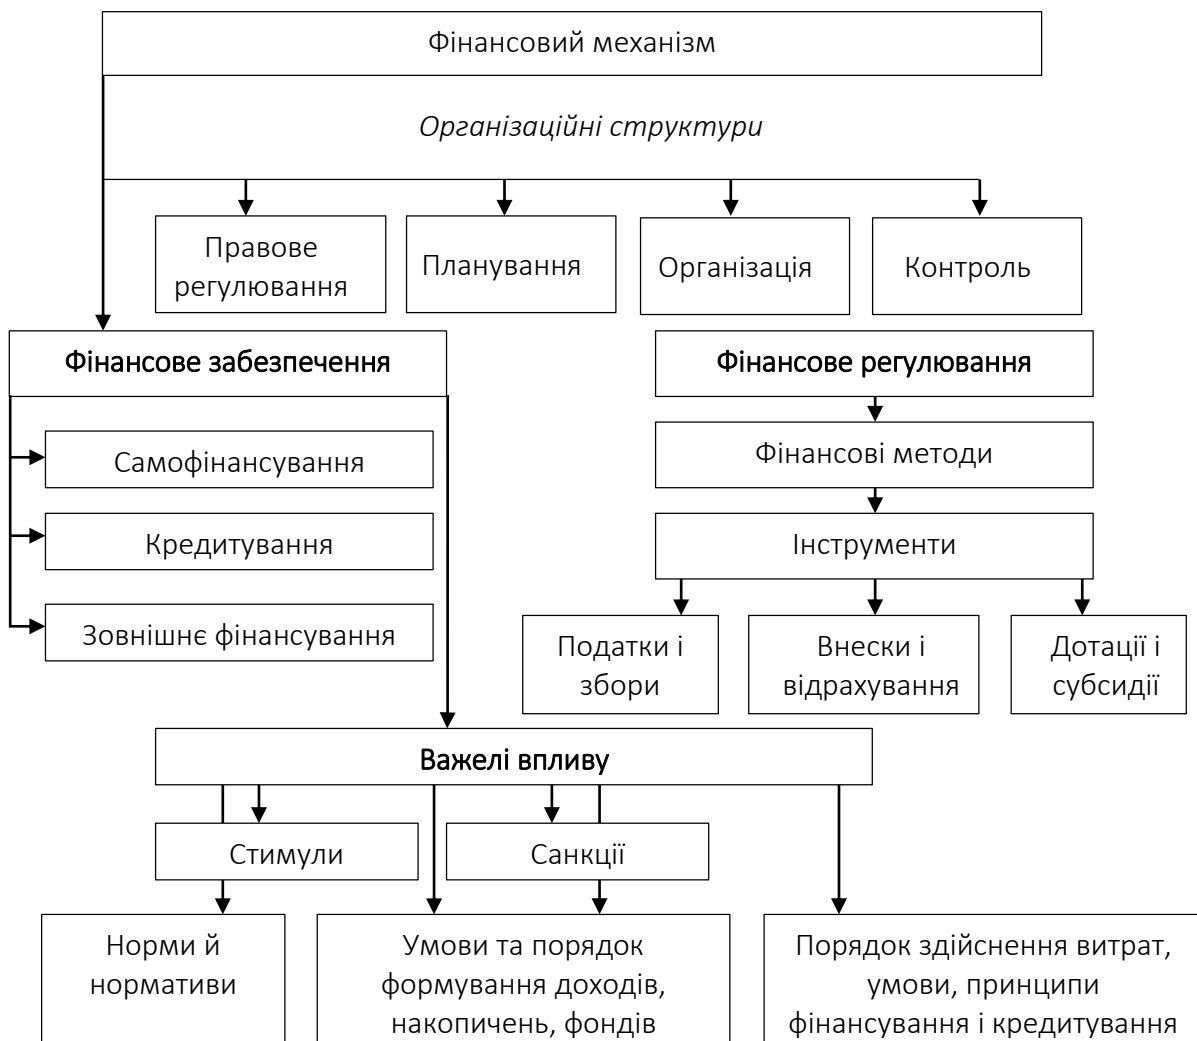 Фінансовий механізм
Організаційні структури
Правове
регулювання
Планування
Організація
Контроль
Фінансове забезпечення
Фінансове регулювання
Самофінансування
Фінансові методи
Кредитування
Інструменти
Зовнішнє фінансування
Податки і
збори
Внески і
відрахування
Дотації і
субсидії
Важелі впливу
Стимули
Санкції
Норми й
нормативи
Умови та порядок
формування доходів,
накопичень, фондів
Порядок здійснення витрат,
умови, принципи
фінансування і кредитування